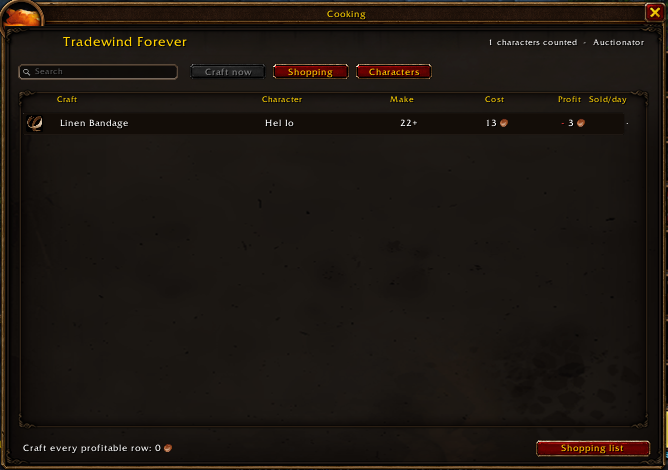 Cooking
Tradewind Forever
1 characters counted - Auctionator
Search
Craft now
Shopping
Characters
Craft Character Make Cost Profit Sold/day
Linen Bandage Hel lo 22+ 13 - 3 -
Craft every profitable row: 0
Shopping list